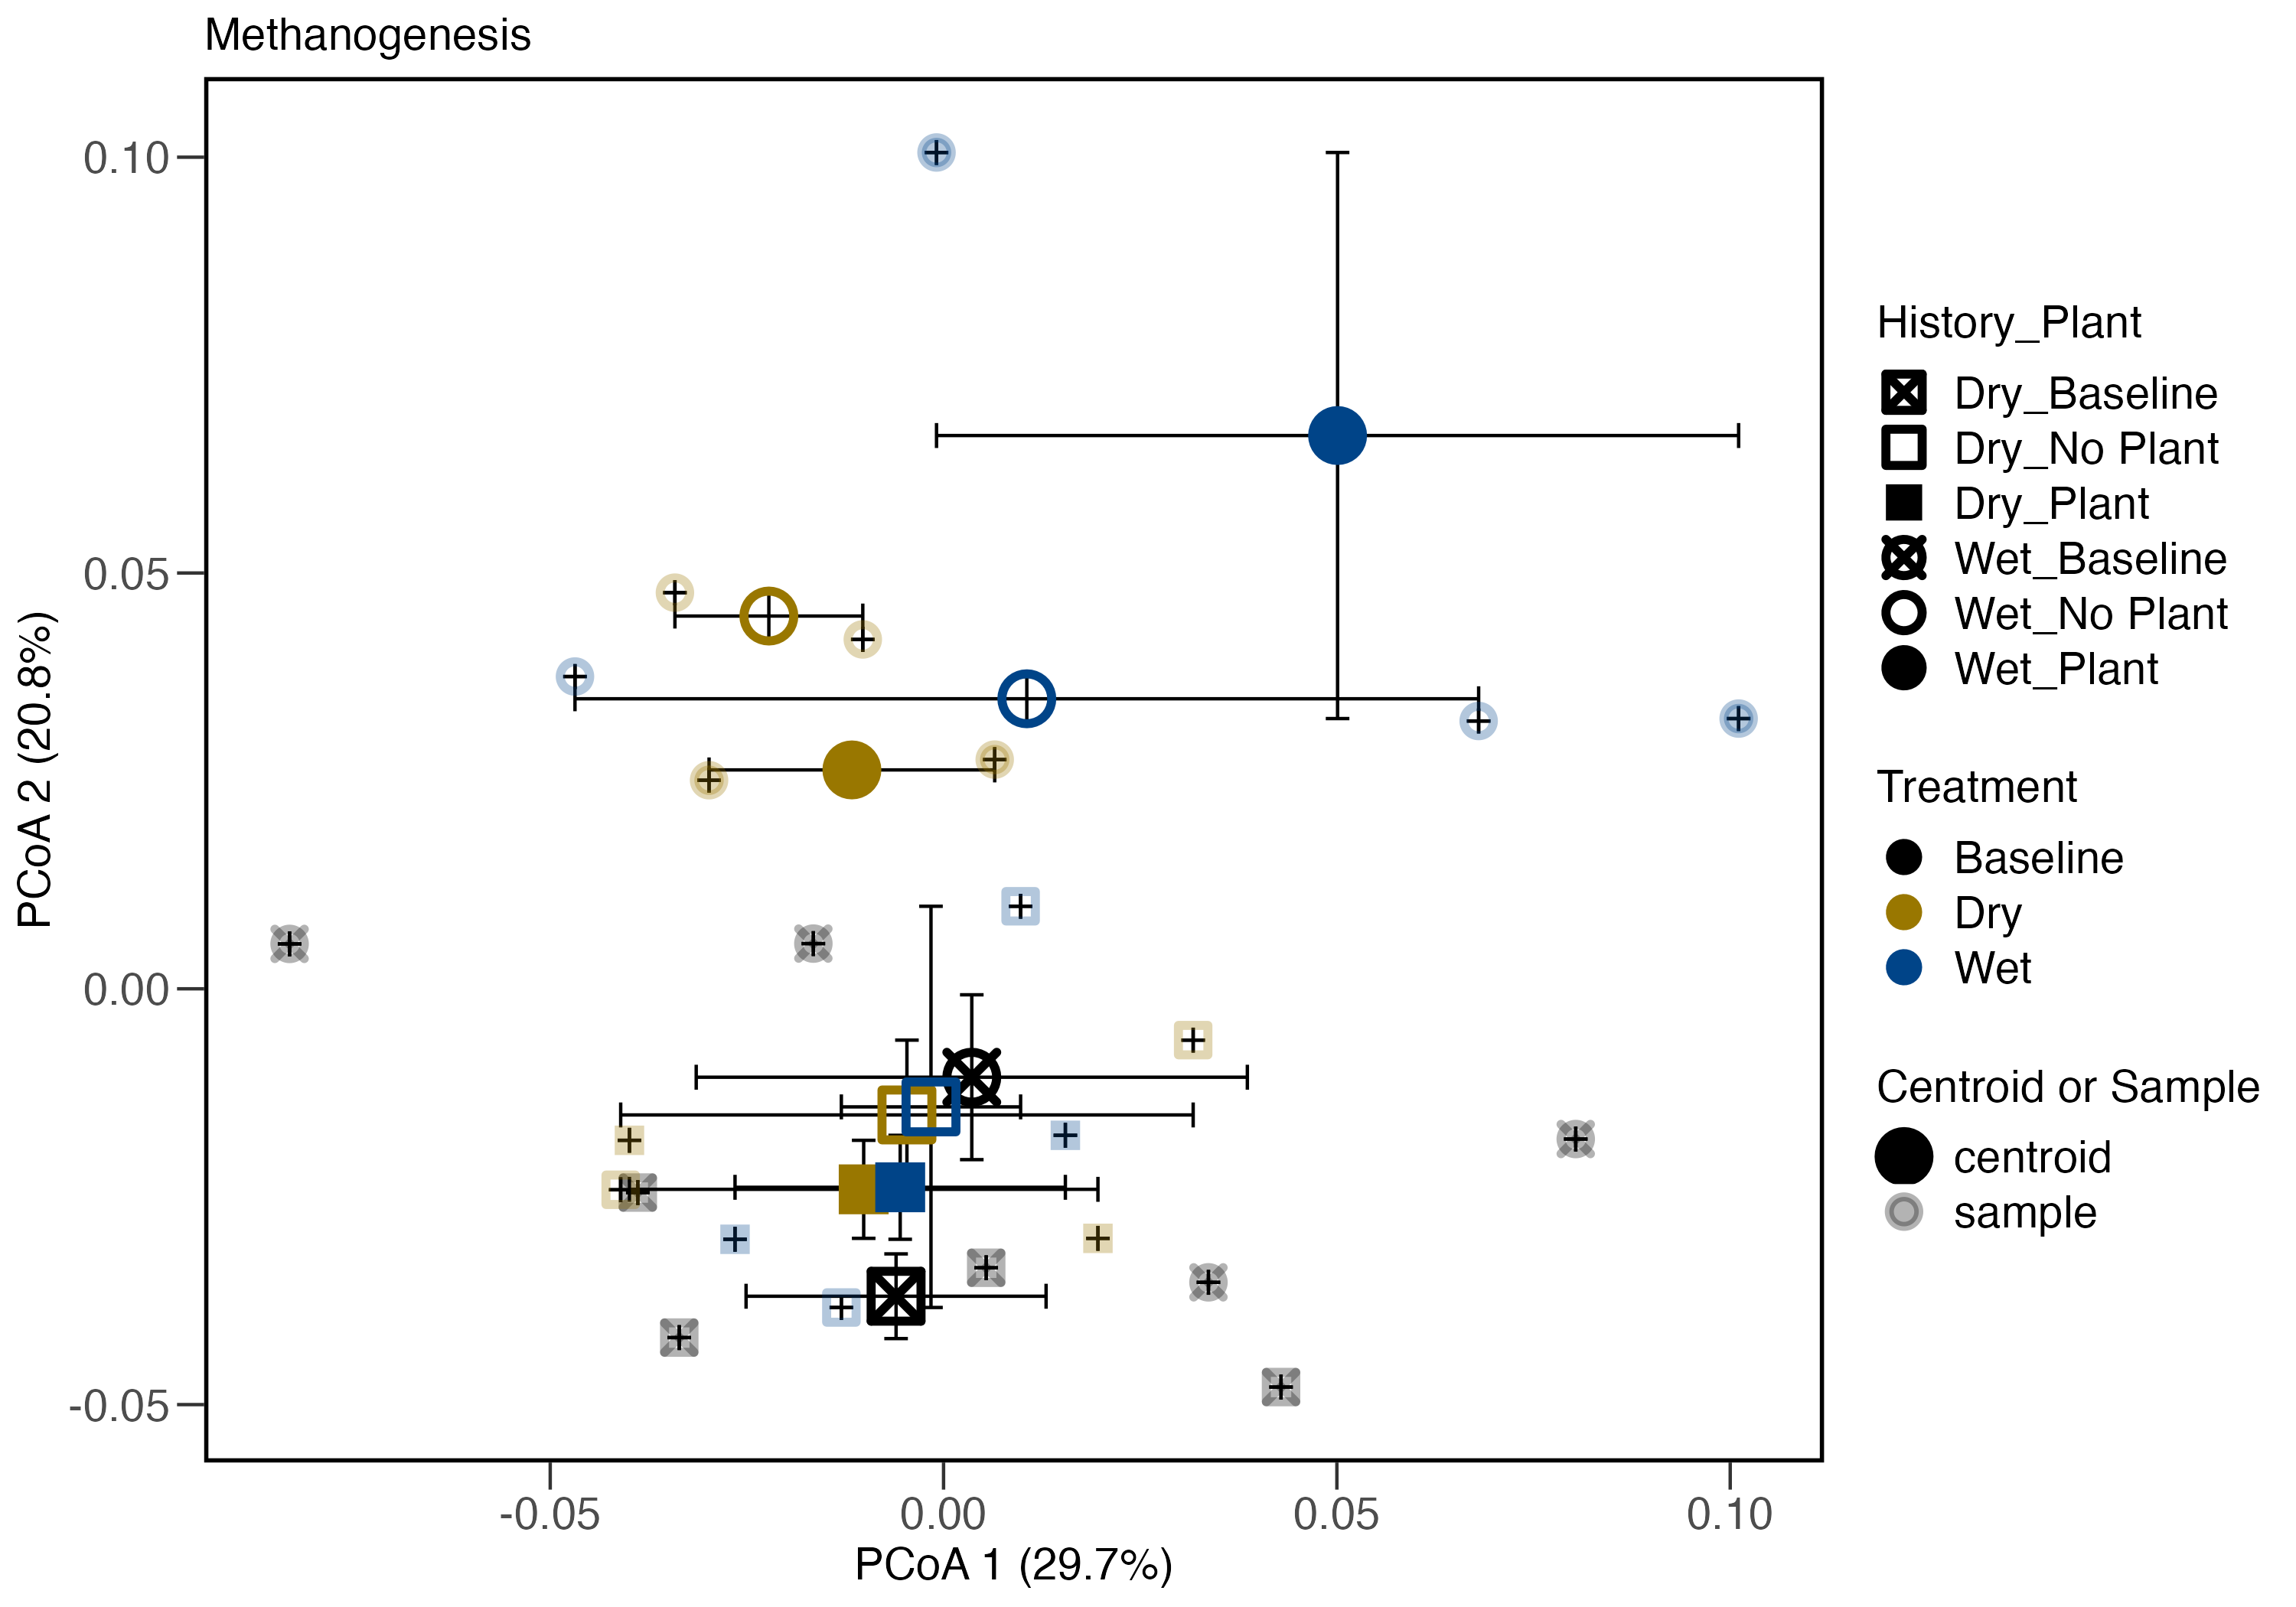 Methanogenesis
0.10
0.05
0.00
-0.05
PCoA 2 (20.8%)
-0.05
0.00
0.05
0.10
PCoA 1 (29.7%)
History_Plant
Dry_Baseline
Dry_No Plant
Dry_Plant
Wet_Baseline
Wet_No Plant
Wet_Plant
Treatment
Baseline
Dry
Wet
Centroid or Sample
centroid
sample